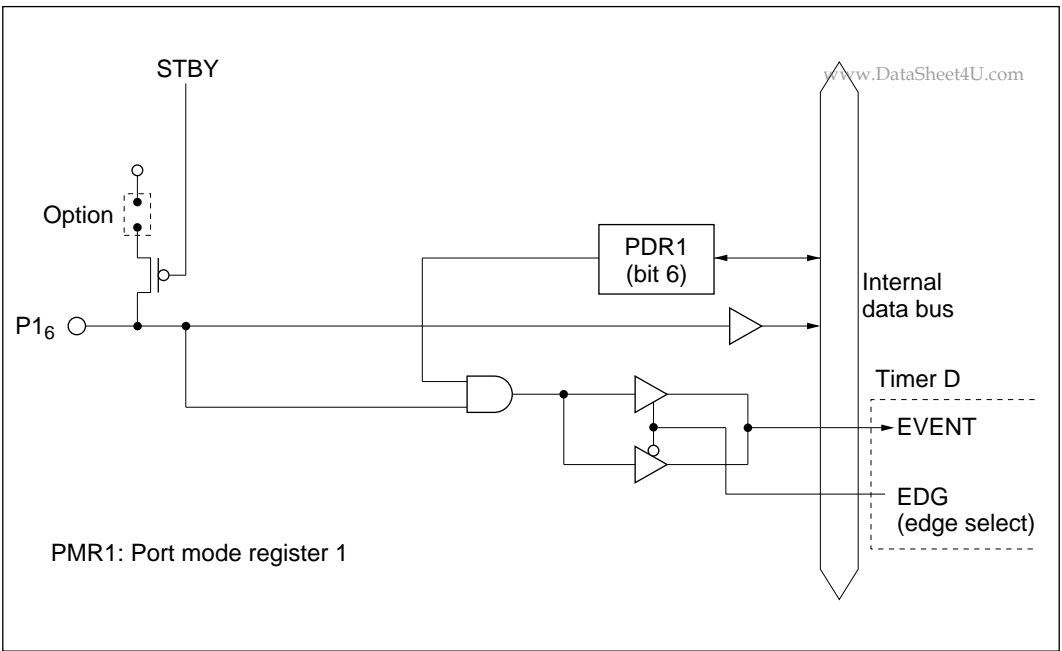 STBY
www.DataSheet4U.com
Option
PDR1
(bit 6)
Internal
data bus
P1₆
Timer D
EVENT
EDG
(edge select)
PMR1: Port mode register 1